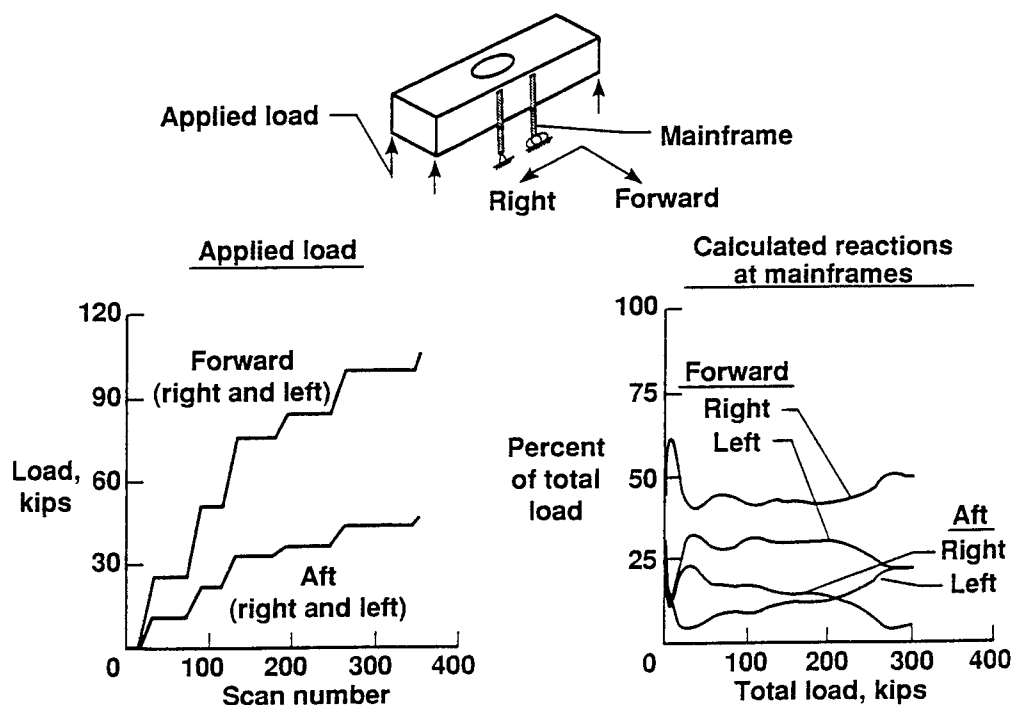 Applied load
Mainframe
Right
Forward
Applied load
120
90
60
30
0
Load,
kips
Forward
(right and left)
Aft
(right and left)
100
200
300
400
Scan number
Calculated reactions
at mainframes
100
75
50
25
0
Percent
of total
load
Forward
Right
Left
Aft
Right
Left
100
200
300
400
Total load, kips